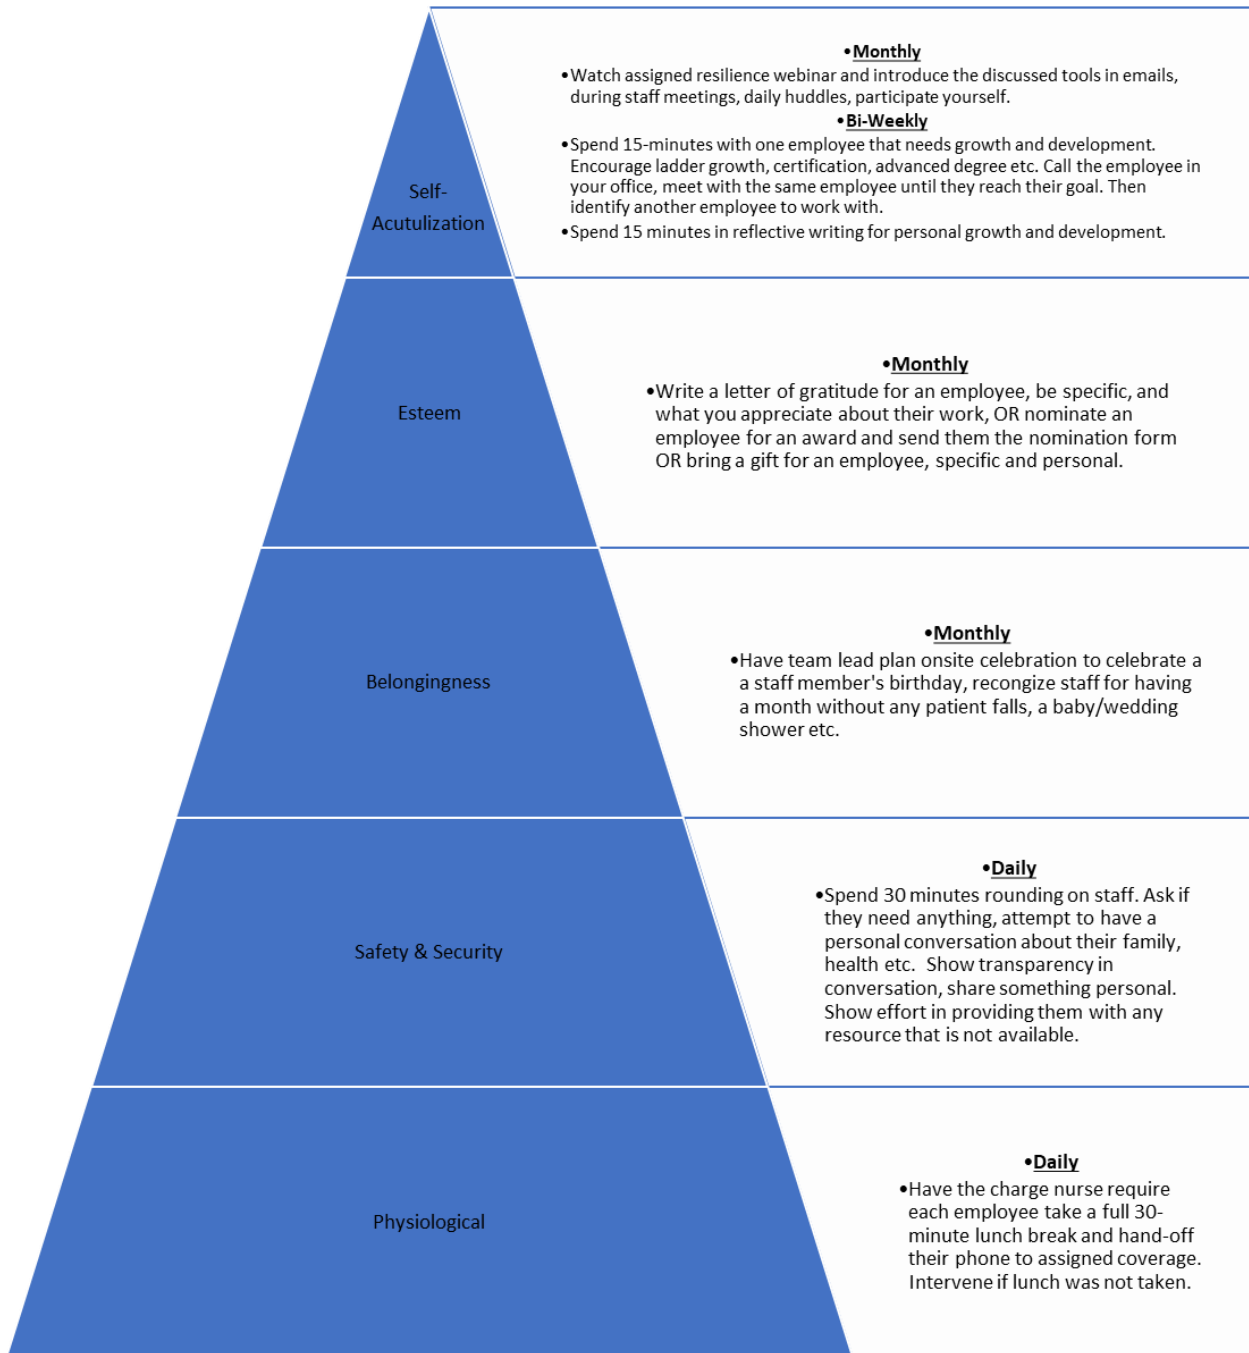 •Monthly
•Watch assigned resilience webinar and introduce the discussed tools in emails,
during staff meetings, daily huddles, participate yourself.
•Bi-Weekly
•Spend 15-minutes with one employee that needs growth and development.
Encourage ladder growth, certification, advanced degree etc. Call the employee in
your office, meet with the same employee until they reach their goal. Then
identify another employee to work with.
•Spend 15 minutes in reflective writing for personal growth and development.
Self-
Acutulization
•Monthly
•Write a letter of gratitude for an employee, be specific, and
what you appreciate about their work, OR nominate an
employee for an award and send them the nomination form
OR bring a gift for an employee, specific and personal.
Esteem
•Monthly
•Have team lead plan onsite celebration to celebrate a
a staff member's birthday, recongize staff for having
a month without any patient falls, a baby/wedding
shower etc.
Belongingness
•Daily
•Spend 30 minutes rounding on staff. Ask if
they need anything, attempt to have a
personal conversation about their family,
health etc.  Show transparency in
conversation, share something personal.
Show effort in providing them with any
resource that is not available.
Safety & Security
•Daily
•Have the charge nurse require
each employee take a full 30-
minute lunch break and hand-off
their phone to assigned coverage.
Intervene if lunch was not taken.
Physiological